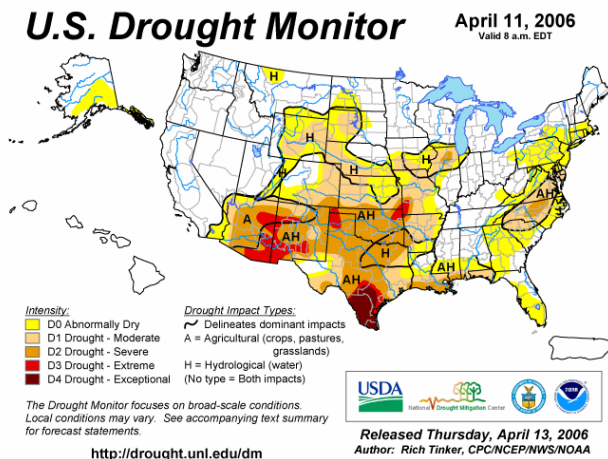 U.S. Drought Monitor
April 11, 2006
Valid 8 a.m. EDT
H
H
H
H
H
A
AH
AH
H
AH
AH
AH
Intensity:
D0 Abnormally Dry
D1 Drought - Moderate
D2 Drought - Severe
D3 Drought - Extreme
D4 Drought - Exceptional
Drought Impact Types:
Delineates dominant impacts
A = Agricultural (crops, pastures,
grasslands)
H = Hydrological (water)
(No type = Both impacts)
The Drought Monitor focuses on broad-scale conditions.
Local conditions may vary. See accompanying text summary
for forecast statements.
http://drought.unl.edu/dm
USDA
National Drought Mitigation Center
NOAA
Released Thursday, April 13, 2006
Author: Rich Tinker, CPC/NCEP/NWS/NOAA